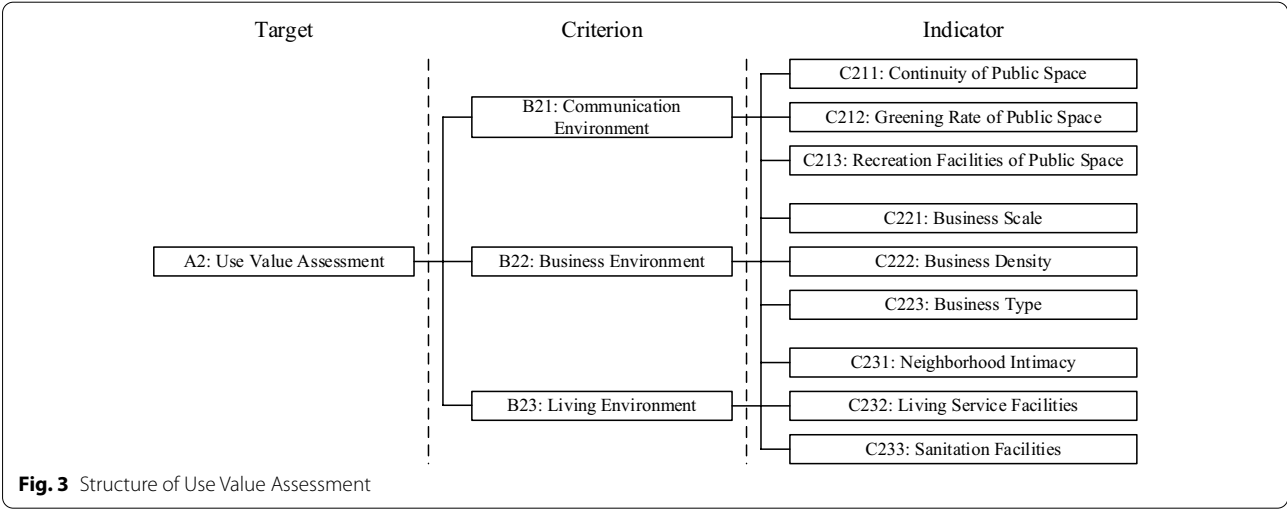 Target
Criterion
Indicator
A2: Use Value Assessment
B21: Communication
Environment
B22: Business Environment
B23: Living Environment
C211: Continuity of Public Space
C212: Greening Rate of Public Space
C213: Recreation Facilities of Public Space
C221: Business Scale
C222: Business Density
C223: Business Type
C231: Neighborhood Intimacy
C232: Living Service Facilities
C233: Sanitation Facilities
Fig. 3 Structure of Use Value Assessment